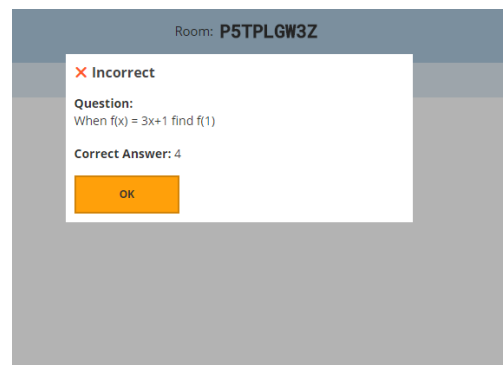 Room: P5TPLGW3Z
Incorrect
Question:
When f(x) = 3x+1 find f(1)
Correct Answer: 4
OK